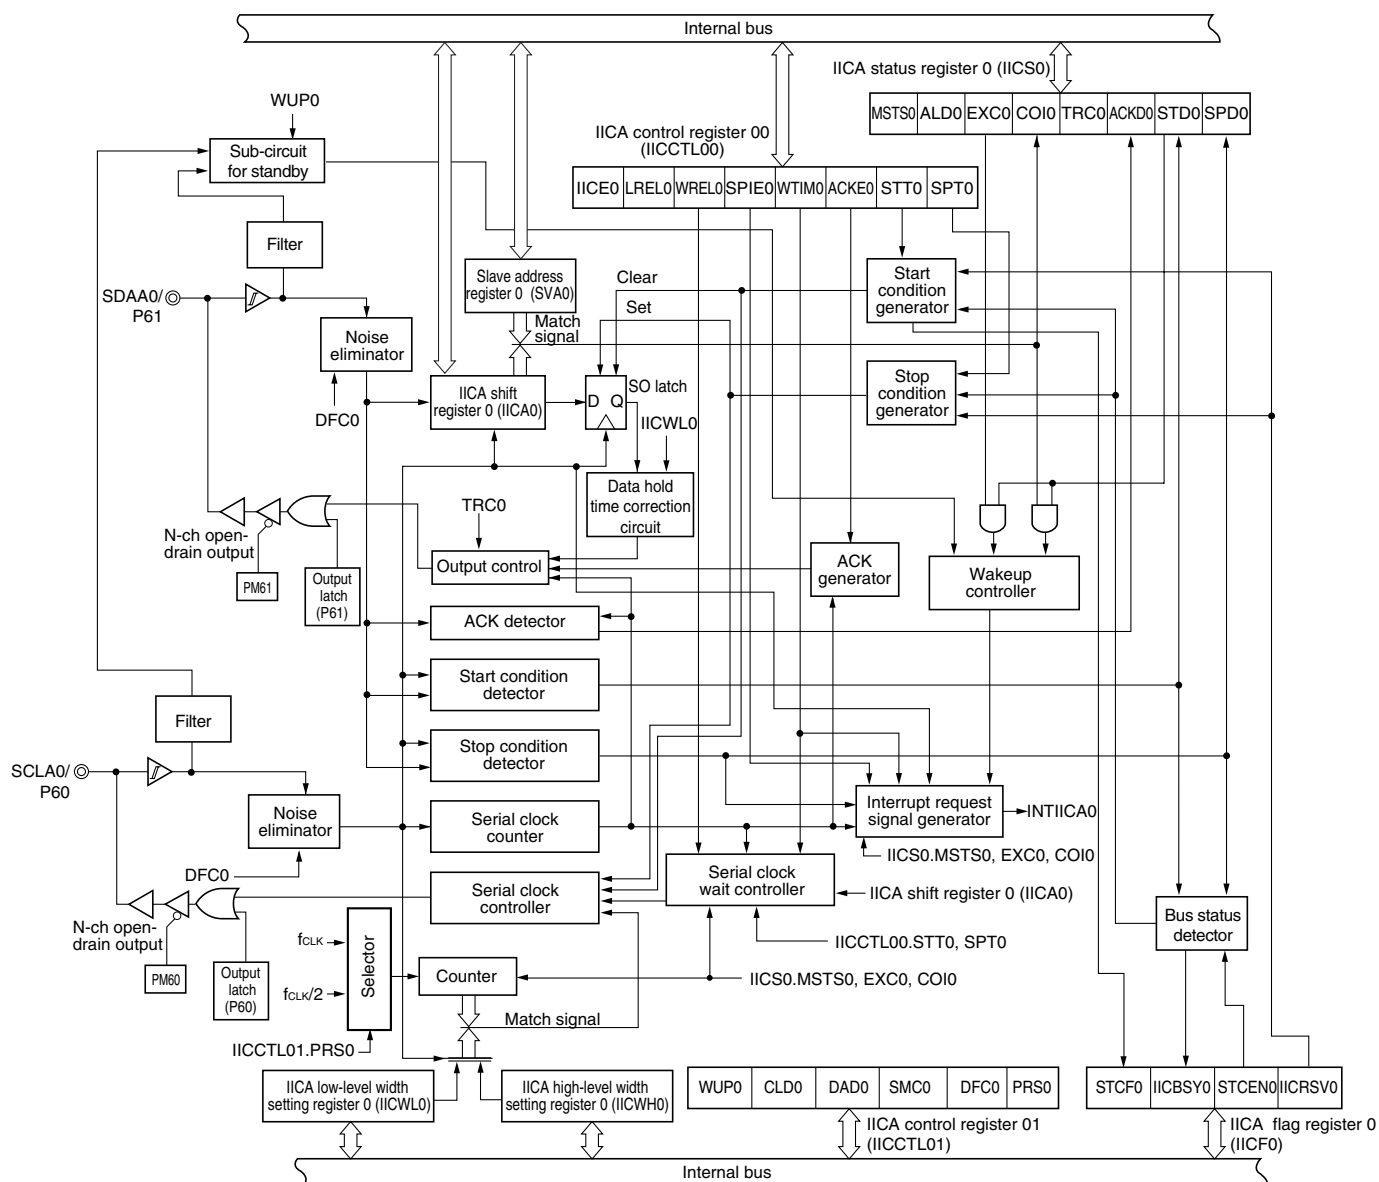 Internal bus
IICA status register 0 (IICS0)
MSTS0 ALD0 EXC0 COI0 TRC0 ACKD0 STD0 SPD0
WUP0
Sub-circuit
for standby
IICA control register 00
(IICCTL00)
IICE0 LREL0 WREL0 SPIE0 WTIM0 ACKE0 STT0 SPT0
Filter
SDAA0/
P61
Slave address
register 0 (SVA0)
Clear
Set
Start
condition
generator
Noise
eliminator
Match
signal
DFC0
IICA shift
register 0 (IICA0)
SO latch
D Q
Stop
condition
generator
IICWL0
Data hold
time correction
circuit
TRC0
N-ch open-
drain output
PM61
Output
latch
(P61)
Output control
ACK
generator
Wakeup
controller
ACK detector
Start condition
detector
Filter
Stop condition
detector
SCLA0/
P60
Noise
eliminator
Serial clock
counter
Interrupt request
signal generator
INTIICA0
IICS0.MSTS0, EXC0, COI0
DFC0
Serial clock
wait controller
IICA shift register 0 (IICA0)
Serial clock
controller
N-ch open-
drain output
PM60
Output
latch
(P60)
fCLK
fCLK/2
Selector
IICCTL01.PRS0
Counter
IICCTL00.STT0, SPT0
IICS0.MSTS0, EXC0, COI0
Bus status
detector
Match signal
IICA low-level width
setting register 0 (IICWL0)
IICA high-level width
setting register 0 (IICWH0)
WUP0 CLD0 DAD0 SMC0 DFC0 PRS0
IICA control register 01
(IICCTL01)
STCF0 IICBSY0 STCEN0 IICRSV0
IICA flag register 0
(IICF0)
Internal bus